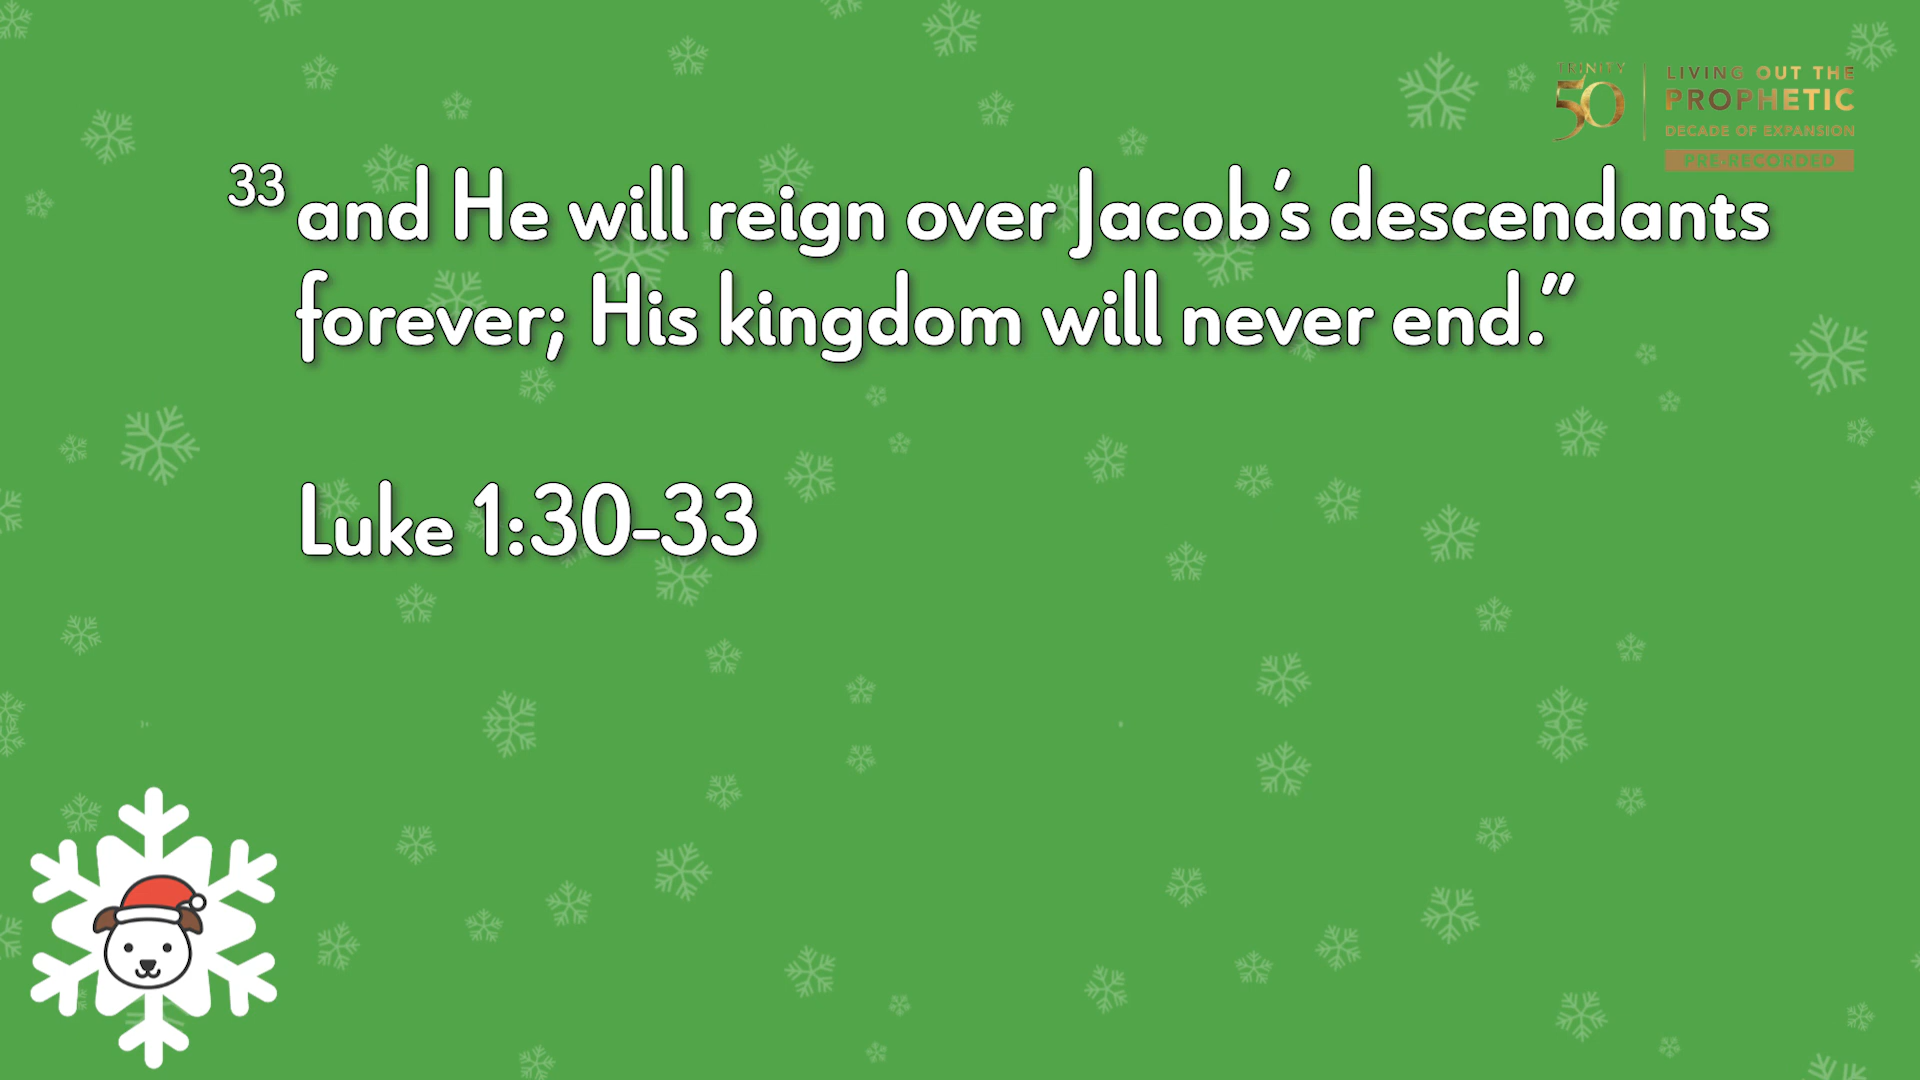 TRINITY
50
LIVING OUT THE
PROPHETIC
DECADE OF EXPANSION
PRE-RECORDED
33 and He will reign over Jacob’s descendants
forever; His kingdom will never end.”
Luke 1:30-33